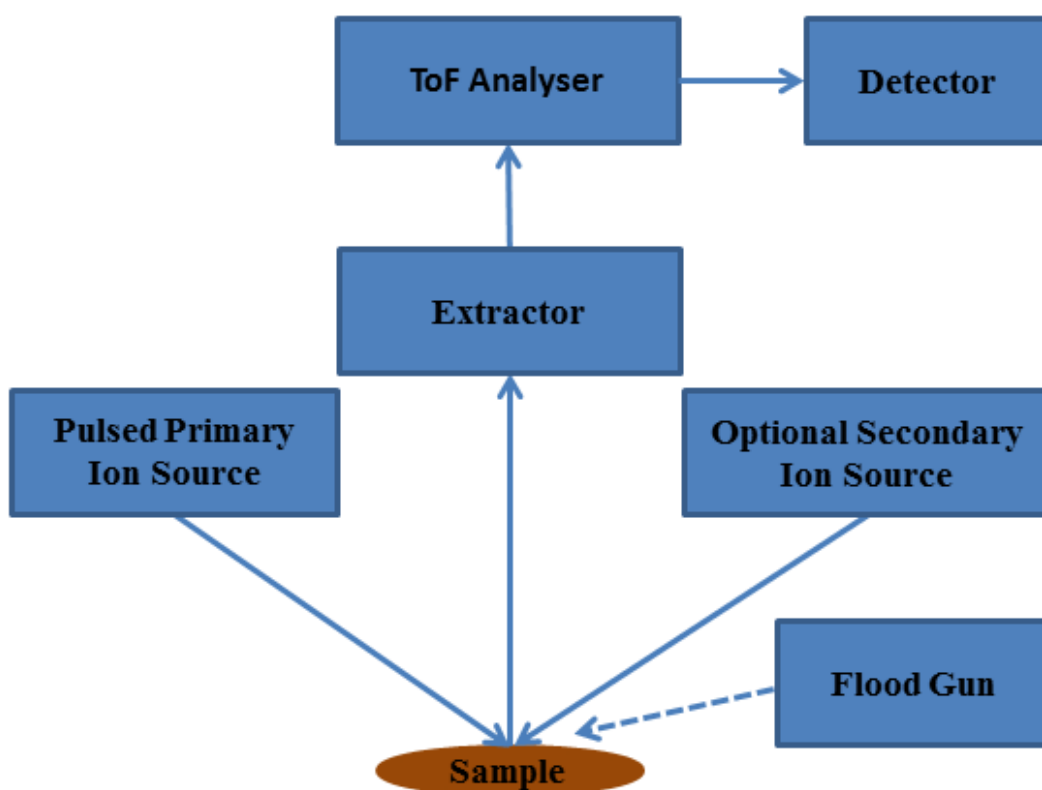 ToF Analyser
Detector
Extractor
Pulsed Primary
Ion Source
Optional Secondary
Ion Source
Flood Gun
Sample